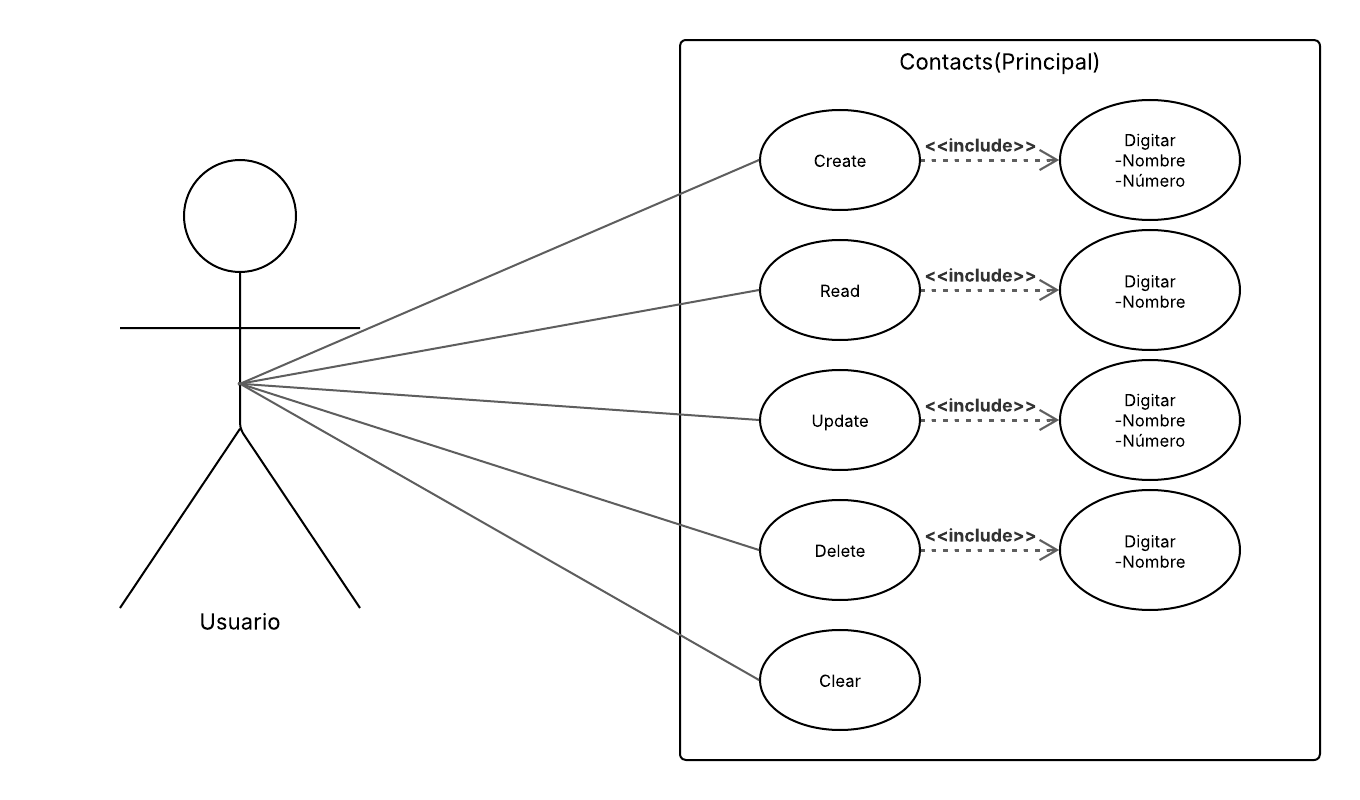 Contacts(Principal)
Create
<<include>>
Digitar
-Nombre
-Número
Read
<<include>>
Digitar
-Nombre
Update
<<include>>
Digitar
-Nombre
-Número
Delete
<<include>>
Digitar
-Nombre
Usuario
Clear